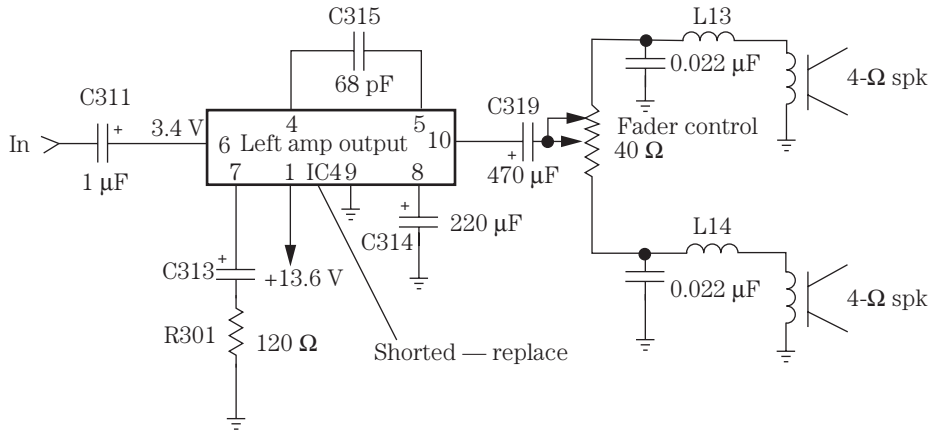 C315
68 pF
C311
In
+
1 µF
3.4 V
4
5
6
Left amp output
10
7
1
IC4
9
8
C319
+
470 µF
Fader control
40 Ω
L13
0.022 µF
4-Ω spk
L14
0.022 µF
4-Ω spk
+
C314
220 µF
+
C313
+13.6 V
R301
120 Ω
Shorted — replace